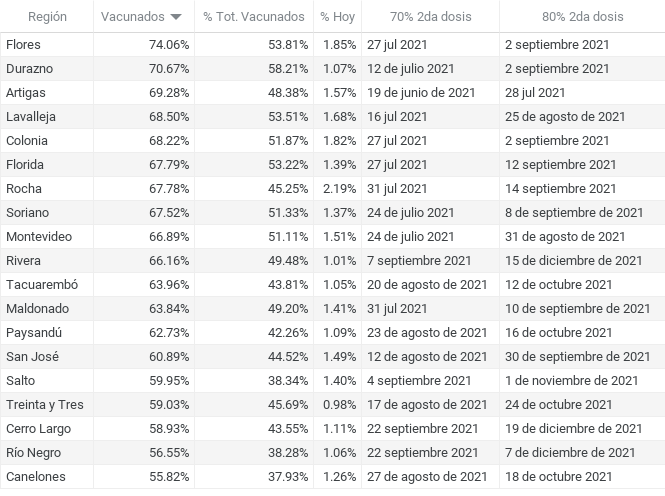 Región Vacunados % Tot. Vacunados % Hoy 70% 2da dosis 80% 2da dosis
Flores 74.06% 53.81% 1.85% 27 jul 2021 2 septiembre 2021
Durazno 70.67% 58.21% 1.07% 12 de julio 2021 2 septiembre 2021
Artigas 69.28% 48.38% 1.57% 19 de junio de 2021 28 jul 2021
Lavalleja 68.50% 53.51% 1.68% 16 jul 2021 25 de agosto de 2021
Colonia 68.22% 51.87% 1.82% 27 jul 2021 2 septiembre 2021
Florida 67.79% 53.22% 1.39% 27 jul 2021 12 septiembre 2021
Rocha 67.78% 45.25% 2.19% 31 jul 2021 14 septiembre 2021
Soriano 67.52% 51.33% 1.37% 24 de julio 2021 8 de septiembre de 2021
Montevideo 66.89% 51.11% 1.51% 24 de julio 2021 31 de agosto de 2021
Rivera 66.16% 49.48% 1.01% 7 septiembre 2021 15 de diciembre de 2021
Tacuarembó 63.96% 43.81% 1.05% 20 de agosto de 2021 12 de octubre 2021
Maldonado 63.84% 49.20% 1.41% 31 jul 2021 10 de septiembre de 2021
Paysandú 62.73% 42.26% 1.09% 23 de agosto de 2021 16 de octubre 2021
San José 60.89% 44.52% 1.49% 12 de agosto de 2021 30 de septiembre de 2021
Salto 59.95% 38.34% 1.40% 4 septiembre 2021 1 de noviembre de 2021
Treinta y Tres 59.03% 45.69% 0.98% 17 de agosto de 2021 24 de octubre 2021
Cerro Largo 58.93% 43.55% 1.11% 22 septiembre 2021 19 de diciembre de 2021
Río Negro 56.55% 38.28% 1.06% 22 septiembre 2021 7 de diciembre de 2021
Canelones 55.82% 37.93% 1.26% 27 de agosto de 2021 18 de octubre 2021